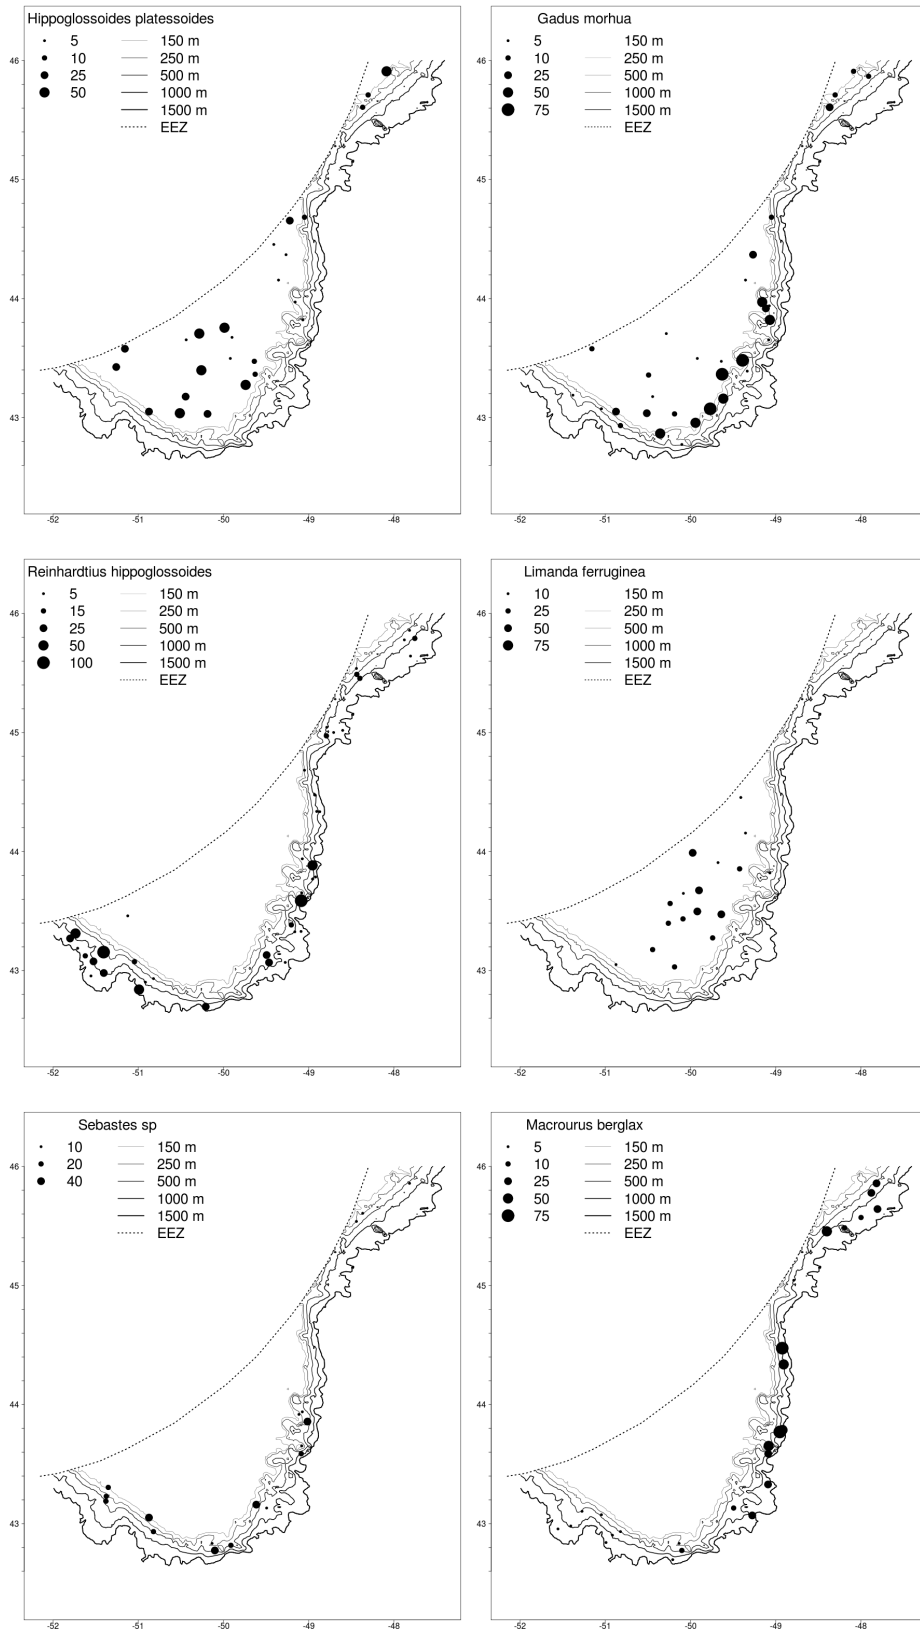 Hippoglossoides platessoides
5 150 m
10 250 m
25 500 m
50 1000 m
1500 m
EEZ
46
45
44
43
-52 -51 -50 -49 -48
Gadus morhua
5 150 m
10 250 m
25 500 m
50 1000 m
75 1500 m
EEZ
46
45
44
43
-52 -51 -50 -49 -48
Reinhardtius hippoglossoides
5 150 m
15 250 m
25 500 m
50 1000 m
100 1500 m
EEZ
46
45
44
43
-52 -51 -50 -49 -48
Limanda ferruginea
10 150 m
25 250 m
50 500 m
75 1000 m
1500 m
EEZ
46
45
44
43
-52 -51 -50 -49 -48
Sebastes sp
10 150 m
20 250 m
40 500 m
1000 m
1500 m
EEZ
46
45
44
43
-52 -51 -50 -49 -48
Macrourus berglax
5 150 m
10 250 m
25 500 m
50 1000 m
75 1500 m
EEZ
46
45
44
43
-52 -51 -50 -49 -48